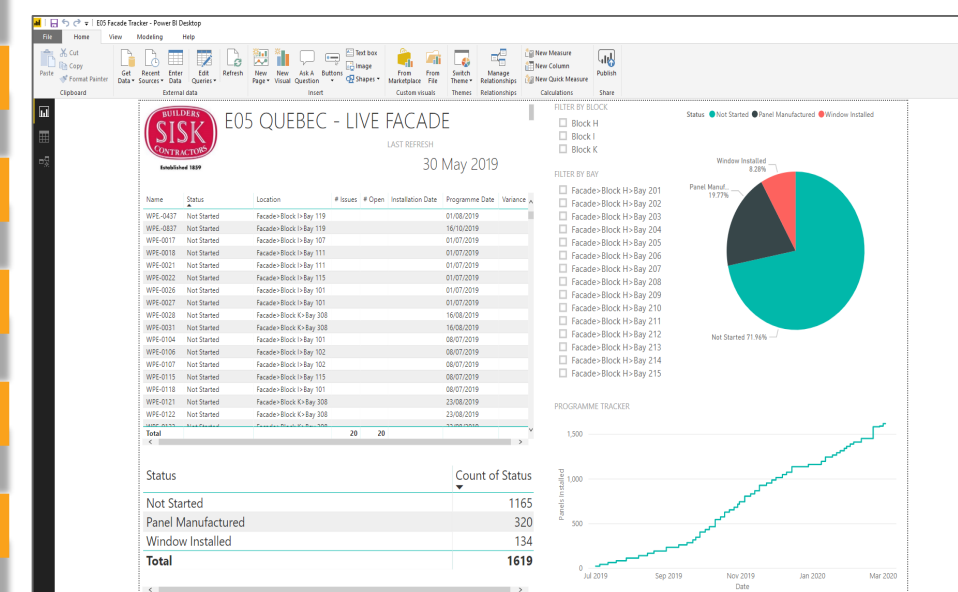 E05 Facade Tracker - Power BI Desktop
File Home View Modeling Help
Paste
Cut
Copy
Format Painter
Clipboard
Get Data
Recent Sources
Enter Data
Edit Queries
Refresh
External data
New Page
New Visual
Ask A Question
Buttons
Text box
Image
Shapes
Insert
From Marketplace
From File
Custom visuals
Switch Theme
Themes
Manage Relationships
Relationships
New Measure
New Column
New Quick Measure
Calculations
Publish
Share
BUILDERS
SISK
CONTRACTORS
Established 1859
E05 QUEBEC - LIVE FACADE
LAST REFRESH
30 May 2019
Name Status Location # Issues # Open Installation Date Programme Date Variance
WPE-0437 Not Started Facade>Block I>Bay 119 01/08/2019
WPE-0837 Not Started Facade>Block I>Bay 119 16/10/2019
WPE-0017 Not Started Facade>Block I>Bay 107 01/07/2019
WPE-0018 Not Started Facade>Block I>Bay 111 01/07/2019
WPE-0021 Not Started Facade>Block I>Bay 111 01/07/2019
WPE-0022 Not Started Facade>Block I>Bay 115 01/07/2019
WPE-0026 Not Started Facade>Block I>Bay 101 01/07/2019
WPE-0027 Not Started Facade>Block I>Bay 101 01/07/2019
WPE-0028 Not Started Facade>Block K>Bay 308 16/08/2019
WPE-0031 Not Started Facade>Block K>Bay 308 16/08/2019
WPE-0104 Not Started Facade>Block I>Bay 101 08/07/2019
WPE-0106 Not Started Facade>Block I>Bay 102 08/07/2019
WPE-0107 Not Started Facade>Block I>Bay 102 08/07/2019
WPE-0115 Not Started Facade>Block I>Bay 115 08/07/2019
WPE-0118 Not Started Facade>Block I>Bay 101 08/07/2019
WPE-0121 Not Started Facade>Block K>Bay 308 23/08/2019
WPE-0122 Not Started Facade>Block K>Bay 308 23/08/2019
Total 20 20
Status Count of Status
Not Started 1165
Panel Manufactured 320
Window Installed 134
Total 1619
FILTER BY BLOCK
Block H
Block I
Block K
FILTER BY BAY
Facade>Block H>Bay 201
Facade>Block H>Bay 202
Facade>Block H>Bay 203
Facade>Block H>Bay 204
Facade>Block H>Bay 205
Facade>Block H>Bay 206
Facade>Block H>Bay 207
Facade>Block H>Bay 208
Facade>Block H>Bay 209
Facade>Block H>Bay 210
Facade>Block H>Bay 211
Facade>Block H>Bay 212
Facade>Block H>Bay 213
Facade>Block H>Bay 214
Facade>Block H>Bay 215
Status Not Started Panel Manufactured Window Installed
Window Installed
8.28%
Panel Manuf...
19.77%
Not Started 71.96%
PROGRAMME TRACKER
Panels Installed
1,500
1,000
500
0
Jul 2019 Sep 2019 Nov 2019 Jan 2020 Mar 2020
Date